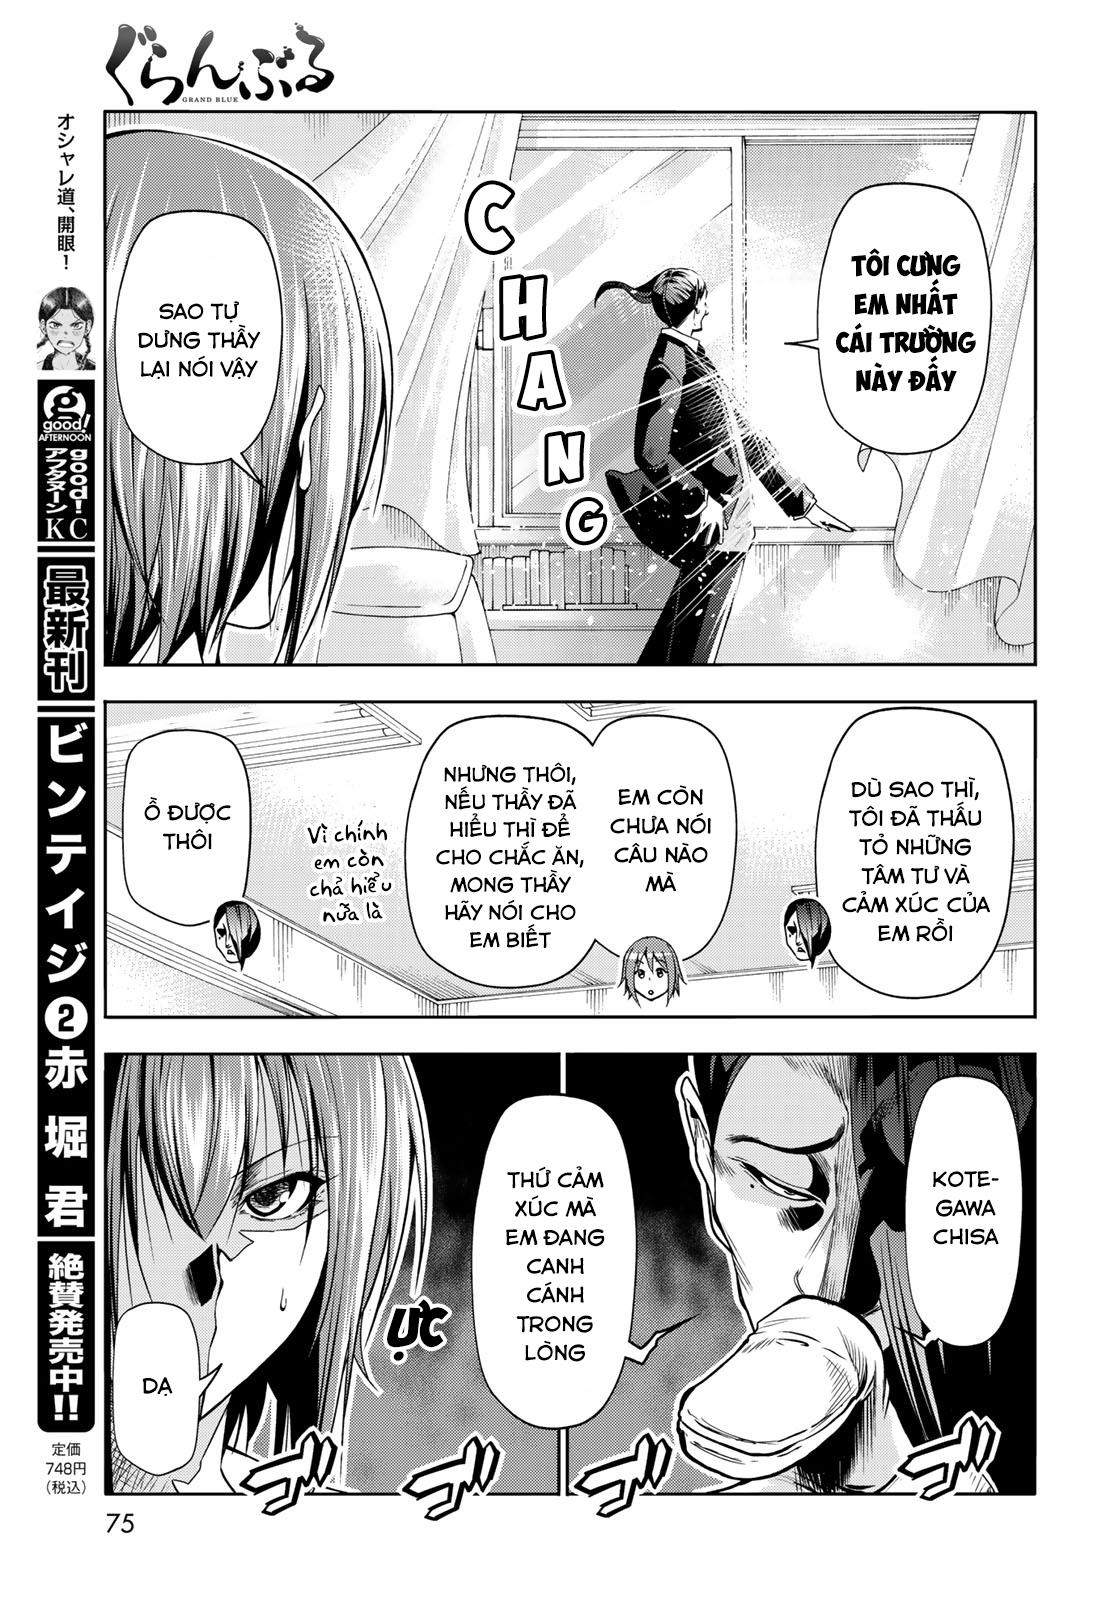 ぐらんぶる
GRAND BLUE
オシャレ道、開眼！
good!
AFTERNOON
good!
アフタヌーン
KC
最新刊
ビンテイジ❷赤堀君
絶賛発売中!!
定価
748円
(税込)
TÔI CƯNG
EM NHẤT
CÁI TRƯỜNG
NÀY ĐẤY
CHANG
SAO TỰ
DƯNG THẦY
LẠI NÓI VẬY
DÙ SAO THÌ,
TÔI ĐÃ THẤU
TỎ NHỮNG
TÂM TƯ VÀ
CẢM XÚC CỦA
EM RỒI
EM CÒN
CHƯA NÓI
CÂU NÀO
MÀ
NHƯNG THÔI,
NẾU THẦY ĐÃ
HIỂU THÌ ĐỂ
CHO CHẮC ĂN,
MONG THẦY
HÃY NÓI CHO
EM BIẾT
Vì chính
em còn
chả hiểu
nữa là
Ồ ĐƯỢC
THÔI
KOTE-
GAWA
CHISA
THỨ CẢM
XÚC MÀ
EM ĐANG
CANH
CÁNH
TRONG
LÒNG
ỰC
DẠ
ゴゴゴゴ
75